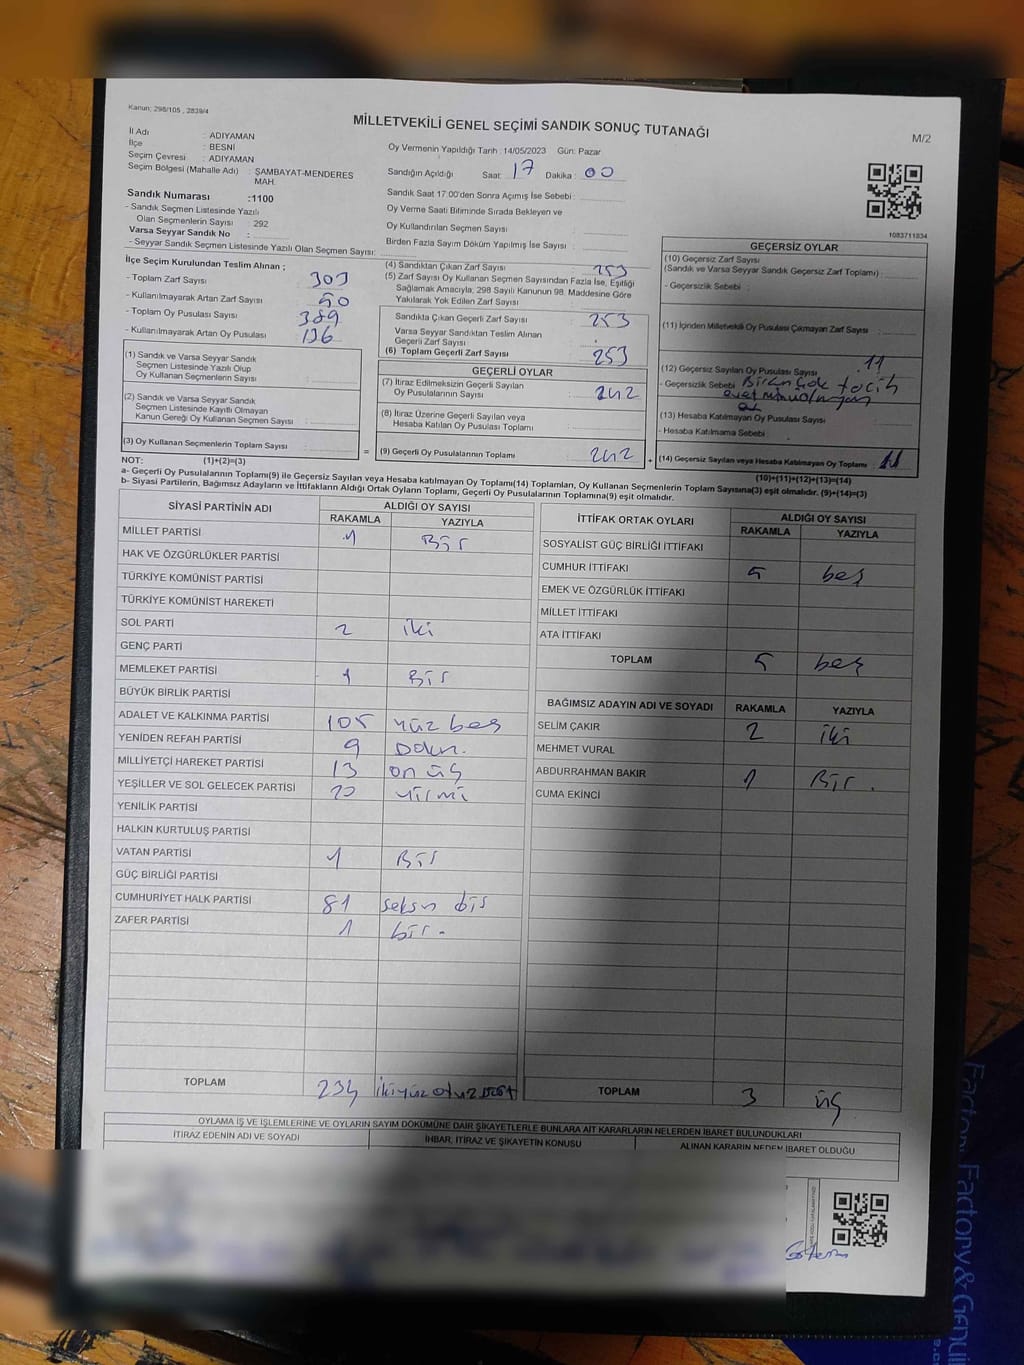 Kanun; 298/105 , 2839/4
MİLLETVEKİLİ GENEL SEÇİMİ SANDIK SONUÇ TUTANAĞI
M/2
İl Adı : ADIYAMAN
İlçe : BESNİ
Seçim Çevresi : ADIYAMAN
Seçim Bölgesi (Mahalle Adı) : ŞAMBAYAT-MENDERES MAH.
Sandık Numarası :1100
- Sandık Seçmen Listesinde Yazılı
Olan Seçmenlerin Sayısı : 292
Varsa Seyyar Sandık No :
- Seyyar Sandık Seçmen Listesinde Yazılı Olan Seçmen Sayısı:
Oy Vermenin Yapıldığı Tarih : 14/05/2023 Gün: Pazar
Sandığın Açıldığı Saat: 17 Dakika : 00
Sandık Saat 17:00'den Sonra Açımış İse Sebebi :
Oy Verme Saati Bitiminde Sırada Bekleyen ve
Oy Kullandırılan Seçmen Sayısı :
Birden Fazla Sayım Döküm Yapılmış İse Sayısı :
1083711834
İlçe Seçim Kurulundan Teslim Alınan ;
- Toplam Zarf Sayısı : 303
- Kullanılmayarak Artan Zarf Sayısı : 50
- Toplam Oy Pusulası Sayısı : 389
- Kullanılmayarak Artan Oy Pusulası : 136
(1) Sandık ve Varsa Seyyar Sandık
Seçmen Listesinde Yazılı Olup
Oy Kullanan Seçmenlerin Sayısı :
(2) Sandık ve Varsa Seyyar Sandık
Seçmen Listesinde Kayıtlı Olmayan
Kanun Gereği Oy Kullanan Seçmen Sayısı :
(3) Oy Kullanan Seçmenlerin Toplam Sayısı :
NOT: (1)+(2)=(3)
(4) Sandıktan Çıkan Zarf Sayısı : 253
(5) Zarf Sayısı Oy Kullanan Seçmen Sayısından Fazla İse, Eşitliği
Sağlamak Amacıyla; 298 Sayılı Kanunun 98. Maddesine Göre
Yakılarak Yok Edilen Zarf Sayısı
Sandıkta Çıkan Geçerli Zarf Sayısı : 253
Varsa Seyyar Sandıktan Teslim Alınan
Geçerli Zarf Sayısı :
(6) Toplam Geçerli Zarf Sayısı : 253
GEÇERLİ OYLAR
(7) İtiraz Edilmeksizin Geçerli Sayılan
Oy Pusulasının Sayısı : 242
(8) İtiraz Üzerine Geçerli Sayılan veya
Hesaba Katılan Oy Pusulası Toplamı :
= (9) Geçerli Oy Pusulalarının Toplamı : 242 +
GEÇERSİZ OYLAR
(10) Geçersiz Zarf Sayısı
(Sandık ve Varsa Seyyar Sandık Geçersiz Zarf Toplamı) :
- Geçersizlik Sebebi :
(11) İçinden Milletvekili Oy Pusulası Çıkmayan Zarf Sayısı :
(12) Geçersiz Sayılan Oy Pusulası Sayısı : 11
- Geçersizlik Sebebi :
(13) Hesaba Katılmayan Oy Pusulası Sayısı :
- Hesaba Katılmama Sebebi :
(14) Geçersiz Sayılan veya Hesaba Katılmayan Oy Toplamı : 11
(10)+(11)+(12)+(13)=(14)
a- Geçerli Oy Pusulalarının Toplamı(9) ile Geçersiz Sayılan veya Hesaba katılmayan Oy Toplamı(14) Toplamları, Oy Kullanan Seçmenlerin Toplam Sayısına(3) eşit olmalıdır. (9)+(14)=(3)
b- Siyasi Partilerin, Bağımsız Adayların ve İttifakların Aldığı Ortak Oyların Toplamı, Geçerli Oy Pusulalarının Toplamına(9) eşit olmalıdır.
SİYASİ PARTİNİN ADI ALDIĞI OY SAYISI
RAKAMLA YAZIYLA
MİLLET PARTİSİ 1 Bir
HAK VE ÖZGÜRLÜKLER PARTİSİ
TÜRKİYE KOMÜNİST PARTİSİ
TÜRKİYE KOMÜNİST HAREKETİ
SOL PARTİ 2 iki
GENÇ PARTİ
MEMLEKET PARTİSİ 1 Bir
BÜYÜK BİRLİK PARTİSİ
ADALET VE KALKINMA PARTİSİ 105 yüz beş
YENİDEN REFAH PARTİSİ 9 Dokuz.
MİLLİYETÇİ HAREKET PARTİSİ 13 on üç
YEŞİLLER VE SOL GELECEK PARTİSİ 20 yirmi
YENİLİK PARTİSİ
HALKIN KURTULUŞ PARTİSİ
VATAN PARTİSİ 1 Bir
GÜÇ BİRLİĞİ PARTİSİ
CUMHURİYET HALK PARTİSİ 81 seksn bir
ZAFER PARTİSİ 1 bir.
TOPLAM 234 ikiyüz otuz dört
İTTİFAK ORTAK OYLARI ALDIĞI OY SAYISI
RAKAMLA YAZIYLA
SOSYALİST GÜÇ BİRLİĞİ İTTİFAKI
CUMHUR İTTİFAKI 5 beş
EMEK VE ÖZGÜRLÜK İTTİFAKI
MİLLET İTTİFAKI
ATA İTTİFAKI
TOPLAM 5 beş
BAĞIMSIZ ADAYIN ADI VE SOYADI RAKAMLA YAZIYLA
SELİM ÇAKIR 2 iki
MEHMET VURAL
ABDURRAHMAN BAKIR 1 Bir.
CUMA EKİNCİ
TOPLAM 3 üç
OYLAMA İŞ VE İŞLEMLERİNE VE OYLARIN SAYIM DÖKÜMÜNE DAİR ŞİKAYETLERLE BUNLARA AİT KARARLARIN NELERDEN İBARET BULUNDUKLARI
İTİRAZ EDENİN ADI VE SOYADI İHBAR, İTİRAZ VE ŞİKAYETİN KONUSU ALINAN KARARIN NEDEN İBARET OLDUĞU
Factory & Factory & Genuin